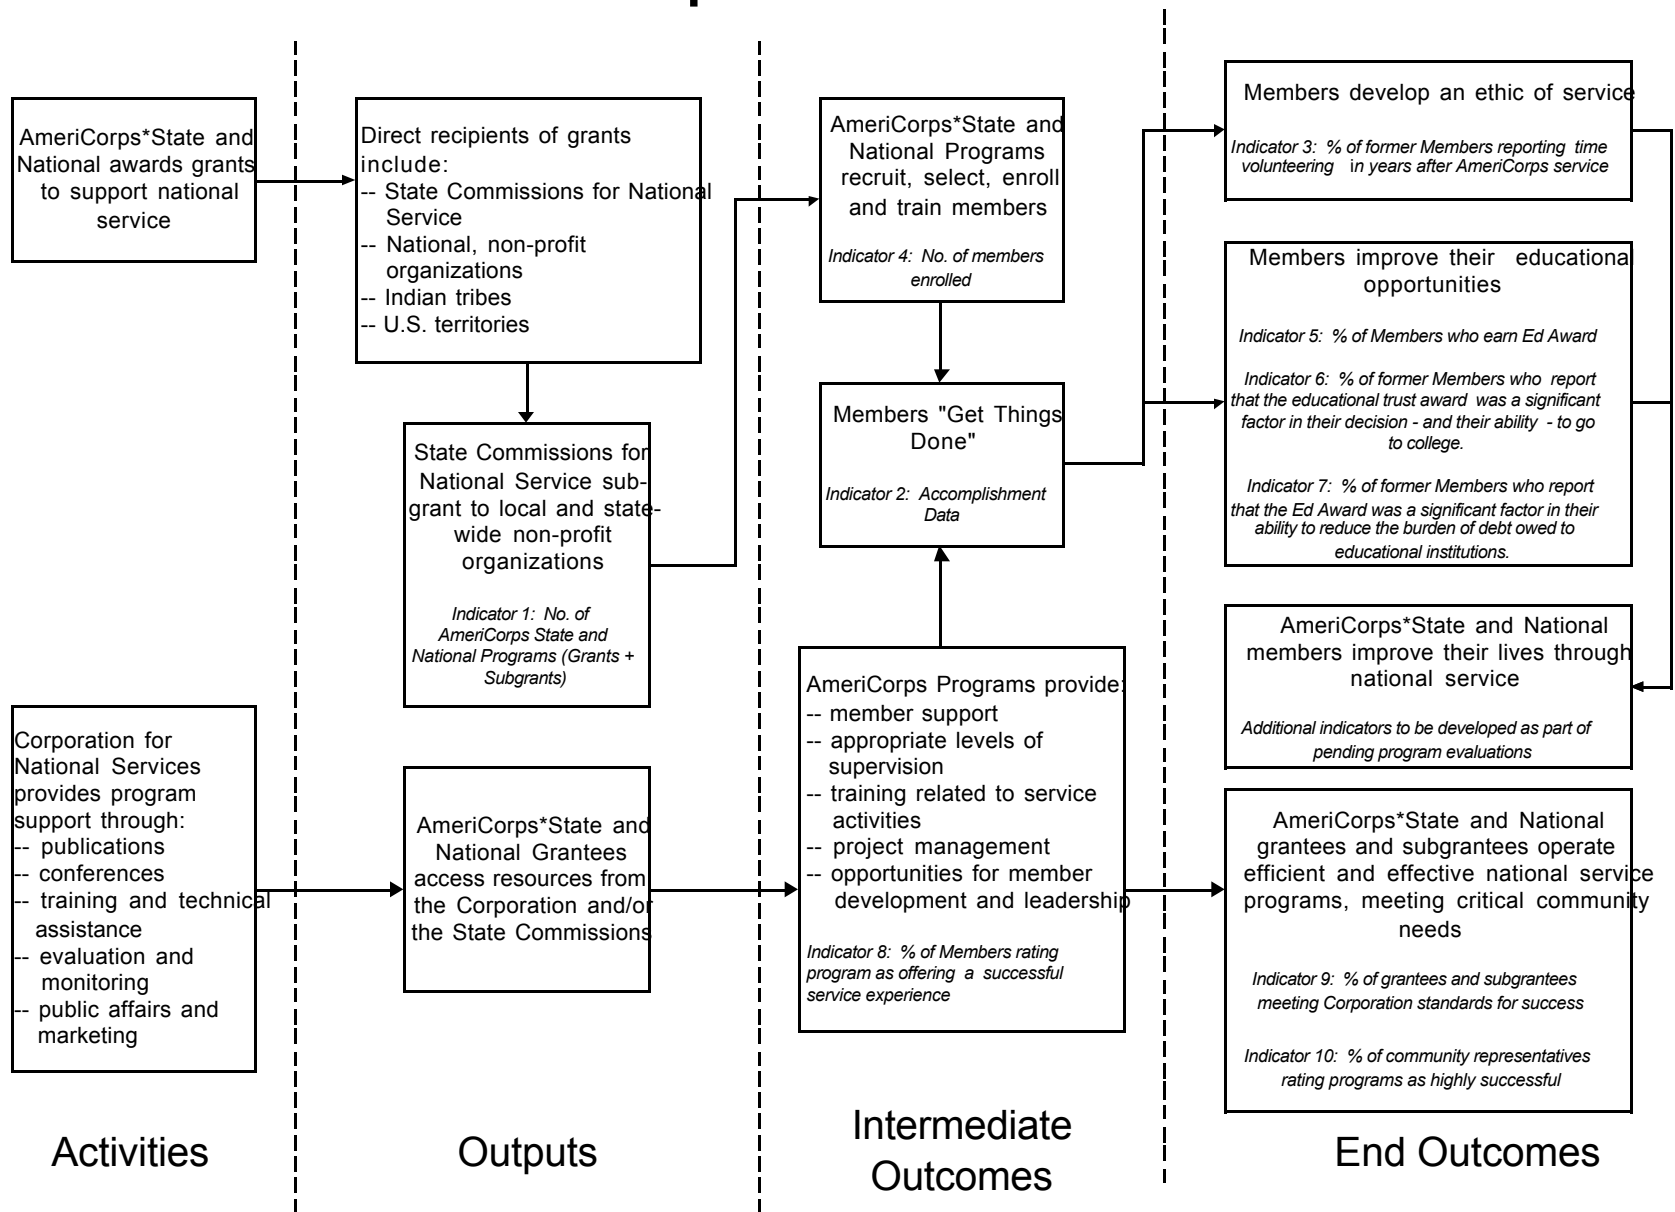 AmeriCorps*State and
National awards grants
to support national
service
Corporation for
National Services
provides program
support through:
-- publications
-- conferences
-- training and technical
assistance
-- evaluation and
monitoring
-- public affairs and
marketing
Activities
Direct recipients of grants
include:
-- State Commissions for National
Service
-- National, non-profit
organizations
-- Indian tribes
-- U.S. territories
State Commissions for
National Service sub-
grant to local and state-
wide non-profit
organizations
Indicator 1: No. of
AmeriCorps State and
National Programs (Grants +
Subgrants)
AmeriCorps*State and
National Grantees
access resources from
the Corporation and/or
the State Commissions
Outputs
AmeriCorps*State and
National Programs
recruit, select, enroll
and train members
Indicator 4: No. of members
enrolled
Members "Get Things
Done"
Indicator 2: Accomplishment
Data
AmeriCorps Programs provide:
-- member support
-- appropriate levels of
supervision
-- training related to service
activities
-- project management
-- opportunities for member
development and leadership
Indicator 8: % of Members rating
program as offering a successful
service experience
Intermediate
Outcomes
Members develop an ethic of service
Indicator 3: % of former Members reporting time
volunteering in years after AmeriCorps service
Members improve their educational
opportunities
Indicator 5: % of Members who earn Ed Award
Indicator 6: % of former Members who report
that the educational trust award was a significant
factor in their decision - and their ability - to go
to college.
Indicator 7: % of former Members who report
that the Ed Award was a significant factor in their
ability to reduce the burden of debt owed to
educational institutions.
AmeriCorps*State and National
members improve their lives through
national service
Additional indicators to be developed as part of
pending program evaluations
AmeriCorps*State and National
grantees and subgrantees operate
efficient and effective national service
programs, meeting critical community
needs
Indicator 9: % of grantees and subgrantees
meeting Corporation standards for success
Indicator 10: % of community representatives
rating programs as highly successful
End Outcomes